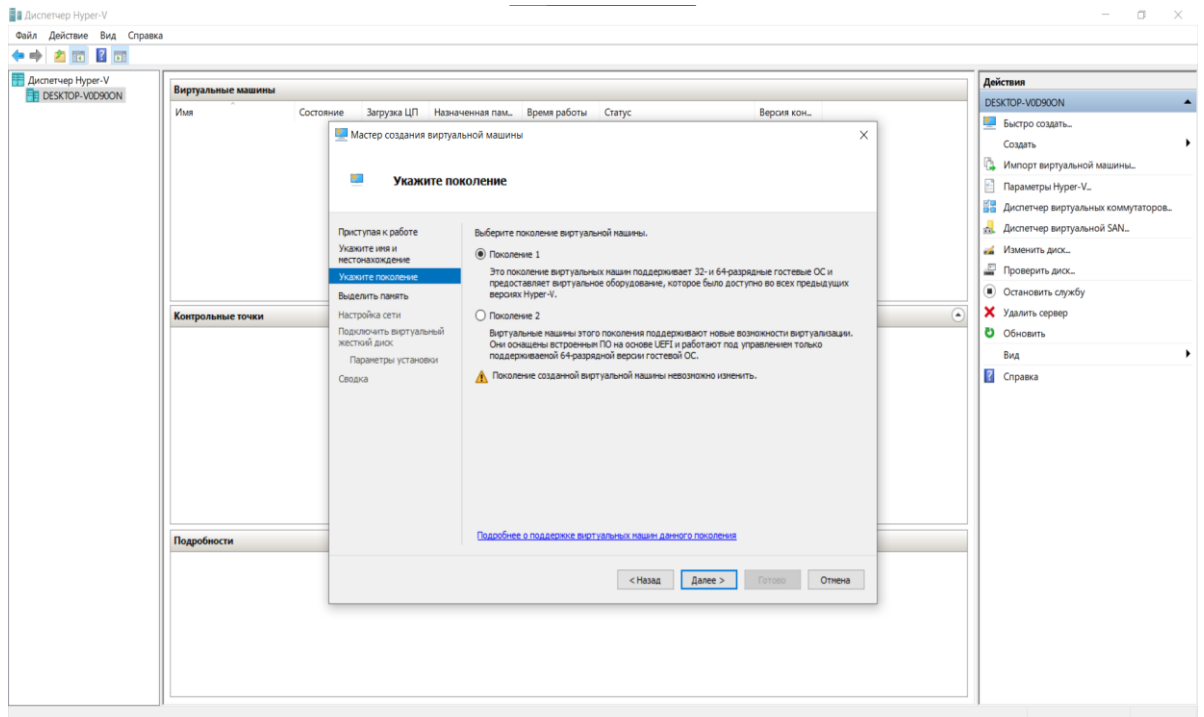 Диспетчер Hyper-V
Файл Действие Вид Справка
Диспетчер Hyper-V
DESKTOP-V0D90ON
Виртуальные машины
Имя Состояние Загрузка ЦП Назначенная пам... Время работы Статус Версия кон...
Мастер создания виртуальной машины
Укажите поколение
Приступая к работе
Укажите имя и
местонахождение
Укажите поколение
Выделить память
Настройка сети
Подключить виртуальный
жесткий диск
Параметры установки
Сводка
Выберите поколение виртуальной машины.
Поколение 1
Это поколение виртуальных машин поддерживает 32- и 64-разрядные гостевые ОС и
предоставляет виртуальное оборудование, которое было доступно во всех предыдущих
версиях Hyper-V.
Поколение 2
Виртуальные машины этого поколения поддерживают новые возможности виртуализации.
Они оснащены встроенным ПО на основе UEFI и работают под управлением только
поддерживаемой 64-разрядной версии гостевой ОС.
Поколение созданной виртуальной машины невозможно изменить.
Подробнее о поддержке виртуальных машин данного поколения
< Назад Далее > Готово Отмена
Контрольные точки
Подробности
Действия
DESKTOP-V0D90ON
Быстро создать...
Создать
Импорт виртуальной машины...
Параметры Hyper-V...
Диспетчер виртуальных коммутаторов...
Диспетчер виртуальной SAN...
Изменить диск...
Проверить диск...
Остановить службу
Удалить сервер
Обновить
Вид
Справка